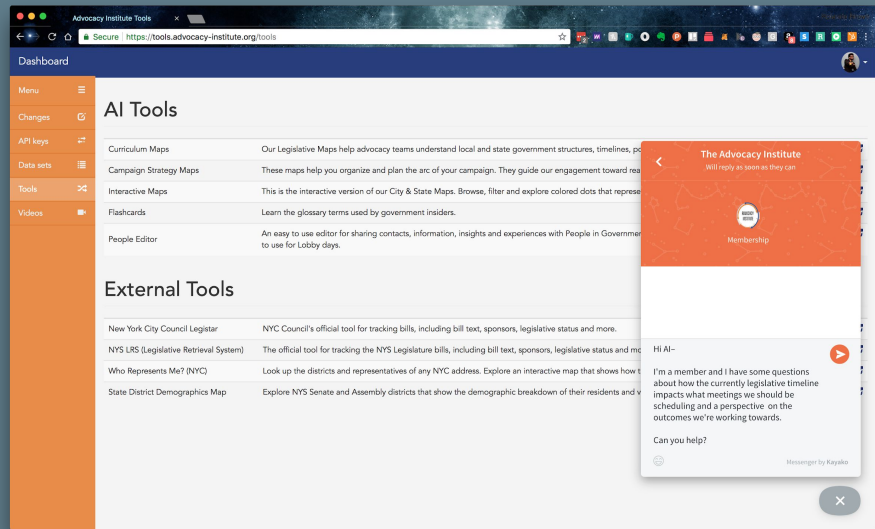 Advocacy Institute Tools ×
Secure | https://tools.advocacy-institute.org/tools
Dashboard
Menu
Changes
API keys
Data sets
Tools
Videos
AI Tools
Curriculum Maps Our Legislative Maps help advocacy teams understand local and state government structures, timelines,
Campaign Strategy Maps These maps help you organize and plan the arc of your campaign. They guide our engagement toward
Interactive Maps This is the interactive version of our City & State Maps. Browse, filter and explore colored dots that
Flashcards Learn the glossary terms used by government insiders.
People Editor An easy to use editor for sharing contacts, information, insights and experiences with People in
to use for Lobby days.
External Tools
New York City Council Legistar NYC Council's official tool for tracking bills, including bill text, sponsors, legislative status and more.
NYS LRS (Legislative Retrieval System) The official tool for tracking the NYS Legislature bills, including bill text, sponsors, legislative status and
Who Represents Me? (NYC) Look up the districts and representatives of any NYC address. Explore an interactive map that shows how
State District Demographics Map Explore NYS Senate and Assembly districts that show the demographic breakdown of their residents and
The Advocacy Institute
Will reply as soon as they can
ADVOCACY
INSTITUTE
Membership
Hi AI–
I'm a member and I have some questions
about how the currently legislative timeline
impacts what meetings we should be
scheduling and a perspective on the
outcomes we're working towards.
Can you help?
Messenger by Kayako